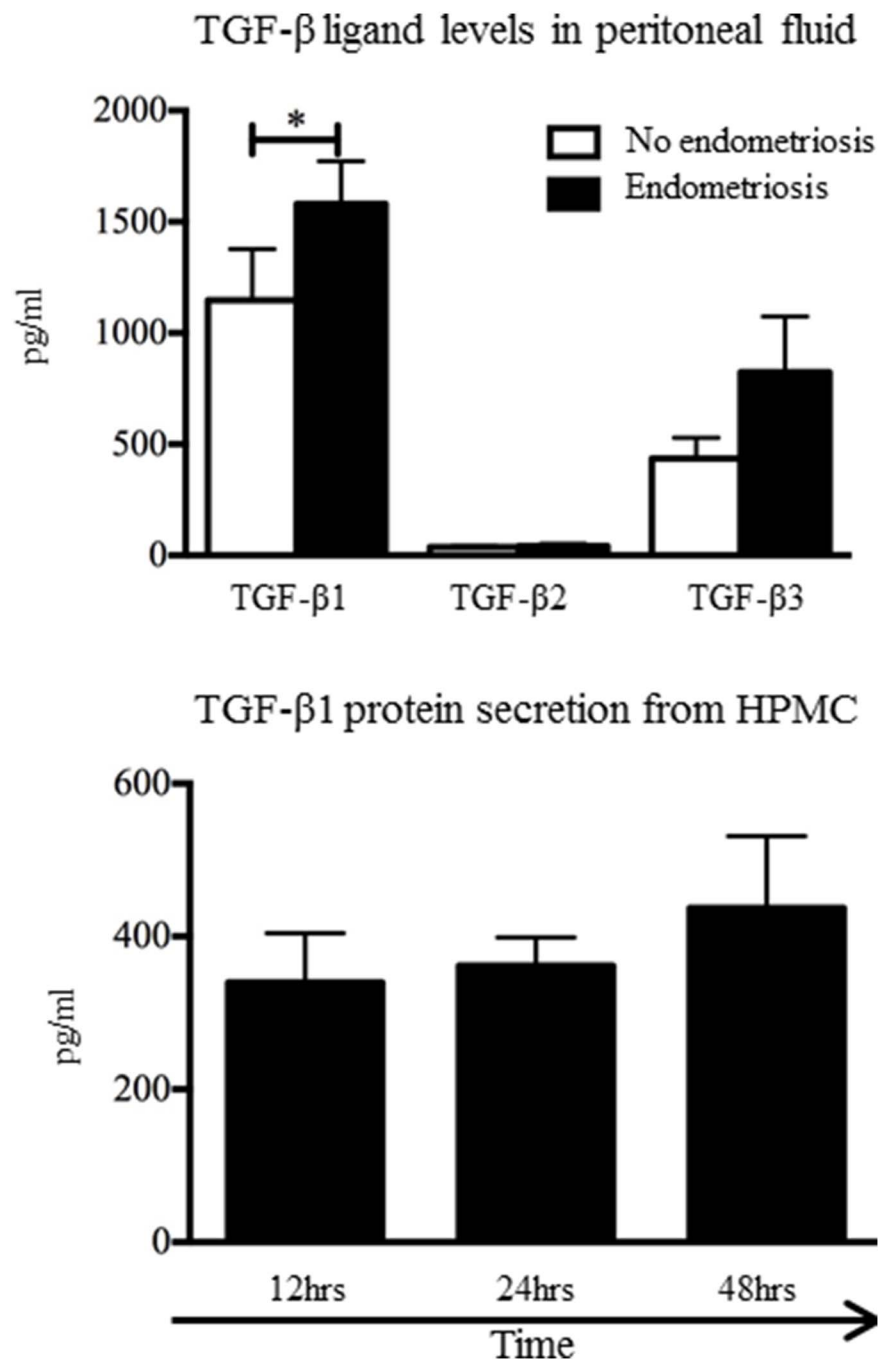 TGF-β ligand levels in peritoneal fluid
2000
1500
1000
500
0
pg/ml
*
No endometriosis
Endometriosis
TGF-β1 TGF-β2 TGF-β3
TGF-β1 protein secretion from HPMC
600
400
200
0
pg/ml
12hrs 24hrs 48hrs
Time